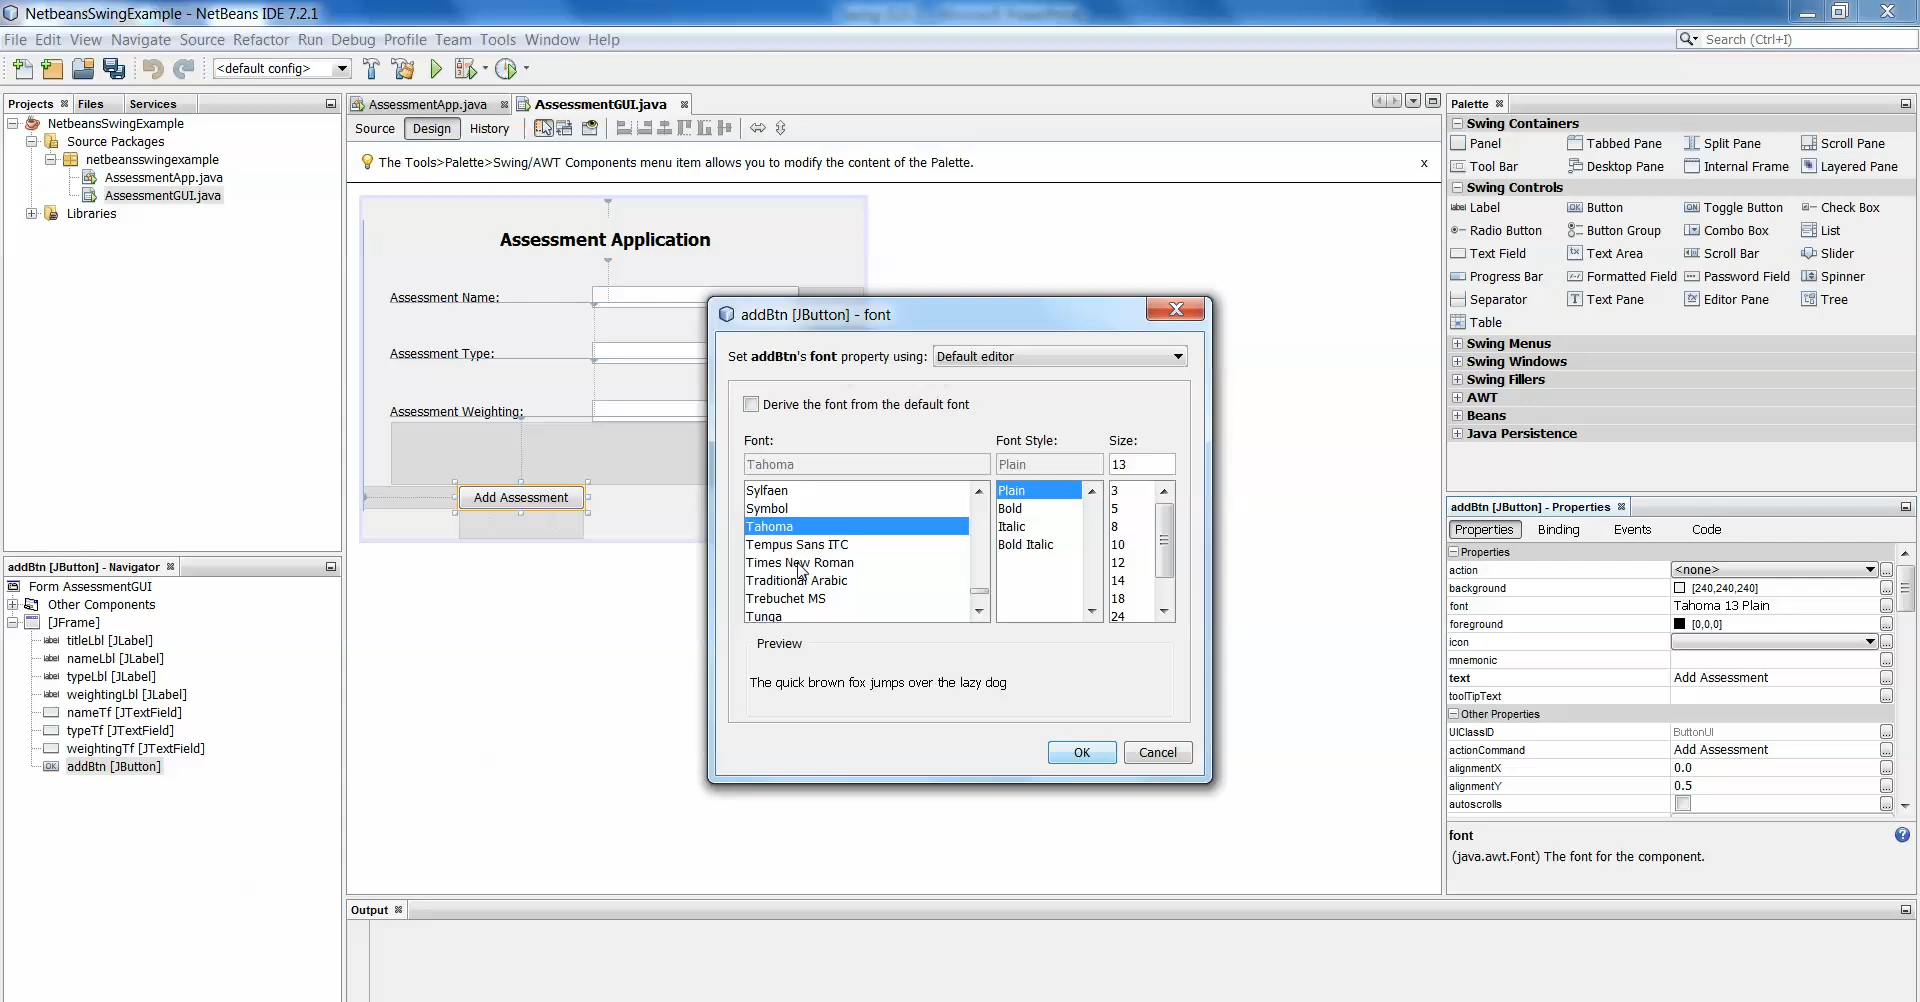 NetbeansSwingExample - NetBeans IDE 7.2.1
File Edit View Navigate Source Refactor Run Debug Profile Team Tools Window Help
Search (Ctrl+I)
<default config>
Projects Files Services
NetbeansSwingExample
Source Packages
netbeansswingexample
AssessmentApp.java
AssessmentGUI.java
Libraries
addBtn [JButton] - Navigator
Form AssessmentGUI
Other Components
[JFrame]
titleLbl [JLabel]
nameLbl [JLabel]
typeLbl [JLabel]
weightingLbl [JLabel]
nameTf [JTextField]
typeTf [JTextField]
weightingTf [JTextField]
addBtn [JButton]
AssessmentApp.java AssessmentGUI.java
Source Design History
The Tools>Palette>Swing/AWT Components menu item allows you to modify the content of the Palette. x
Assessment Application
Assessment Name:
Assessment Type:
Assessment Weighting:
Add Assessment
addBtn [JButton] - font
Set addBtn's font property using: Default editor
Derive the font from the default font
Font: Font Style: Size:
Tahoma Plain 13
Sylfaen Plain 3
Symbol Bold 5
Tahoma Italic 8
Tempus Sans ITC Bold Italic 10
Times New Roman 12
Traditional Arabic 14
Trebuchet MS 18
Tunga 24
Preview
The quick brown fox jumps over the lazy dog
OK Cancel
Output
Palette
Swing Containers
Panel Tabbed Pane Split Pane Scroll Pane
Tool Bar Desktop Pane Internal Frame Layered Pane
Swing Controls
label Label OK Button ON Toggle Button Check Box
Radio Button Button Group Combo Box List
Text Field Text Area Scroll Bar Slider
Progress Bar Formatted Field Password Field Spinner
Separator T Text Pane Editor Pane Tree
Table
Swing Menus
Swing Windows
Swing Fillers
AWT
Beans
Java Persistence
addBtn [JButton] - Properties
Properties Binding Events Code
Properties
action <none> ...
background [240,240,240] ...
font Tahoma 13 Plain ...
foreground [0,0,0] ...
icon ...
mnemonic ...
text Add Assessment ...
toolTipText ...
Other Properties
UIClassID ButtonUI ...
actionCommand Add Assessment ...
alignmentX 0.0 ...
alignmentY 0.5 ...
autoscrolls ...
font
(java.awt.Font) The font for the component.